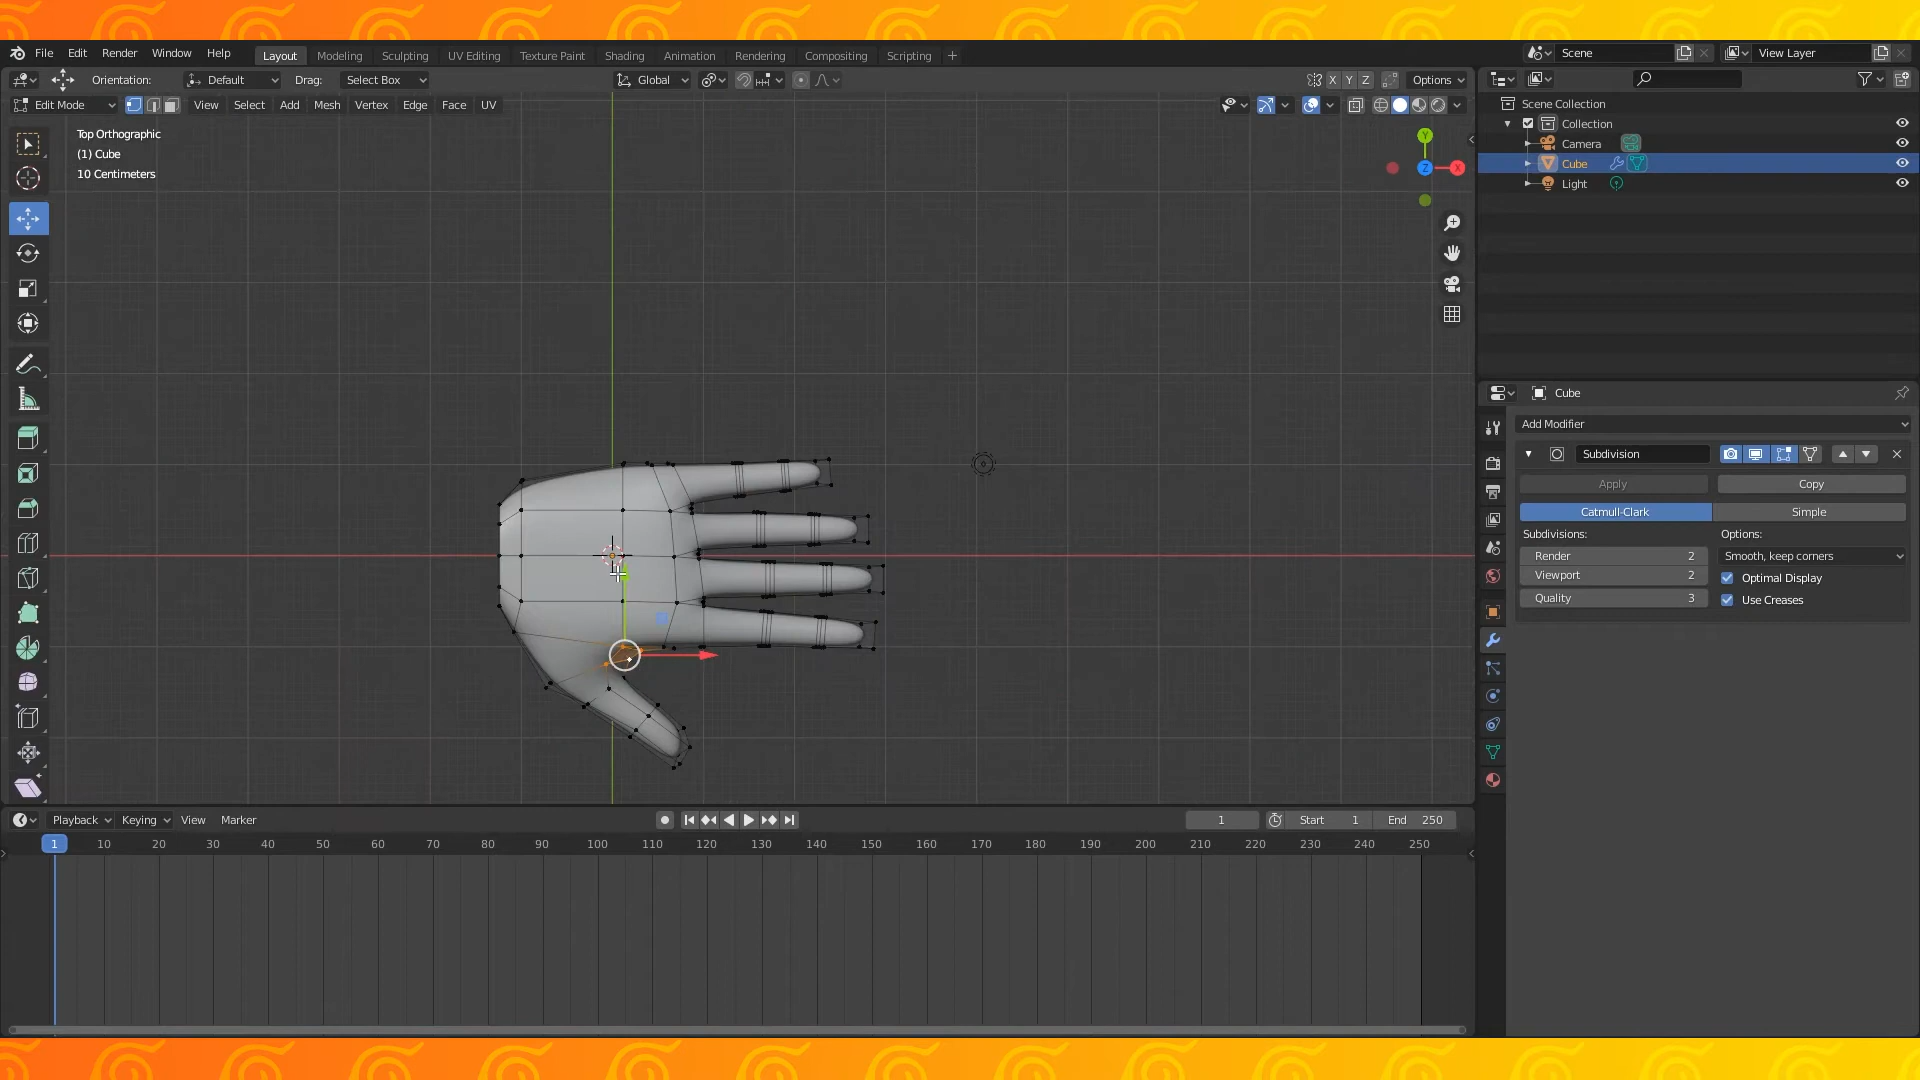 File Edit Render Window Help Layout Modeling Sculpting UV Editing Texture Paint Shading Animation Rendering Compositing Scripting + Scene View Layer
Orientation: Default Drag: Select Box Global X Y Z Options
Edit Mode View Select Add Mesh Vertex Edge Face UV
Scene Collection
Collection
Camera
Cube
Light
Top Orthographic
(1) Cube
10 Centimeters
Y
Z X
Cube
Add Modifier
Subdivision
Apply Copy
Catmull-Clark Simple
Subdivisions: Options:
Render 2 Smooth, keep corners
Viewport 2 Optimal Display
Quality 3 Use Creases
Playback Keying View Marker 1 Start 1 End 250
1 10 20 30 40 50 60 70 80 90 100 110 120 130 140 150 160 170 180 190 200 210 220 230 240 250